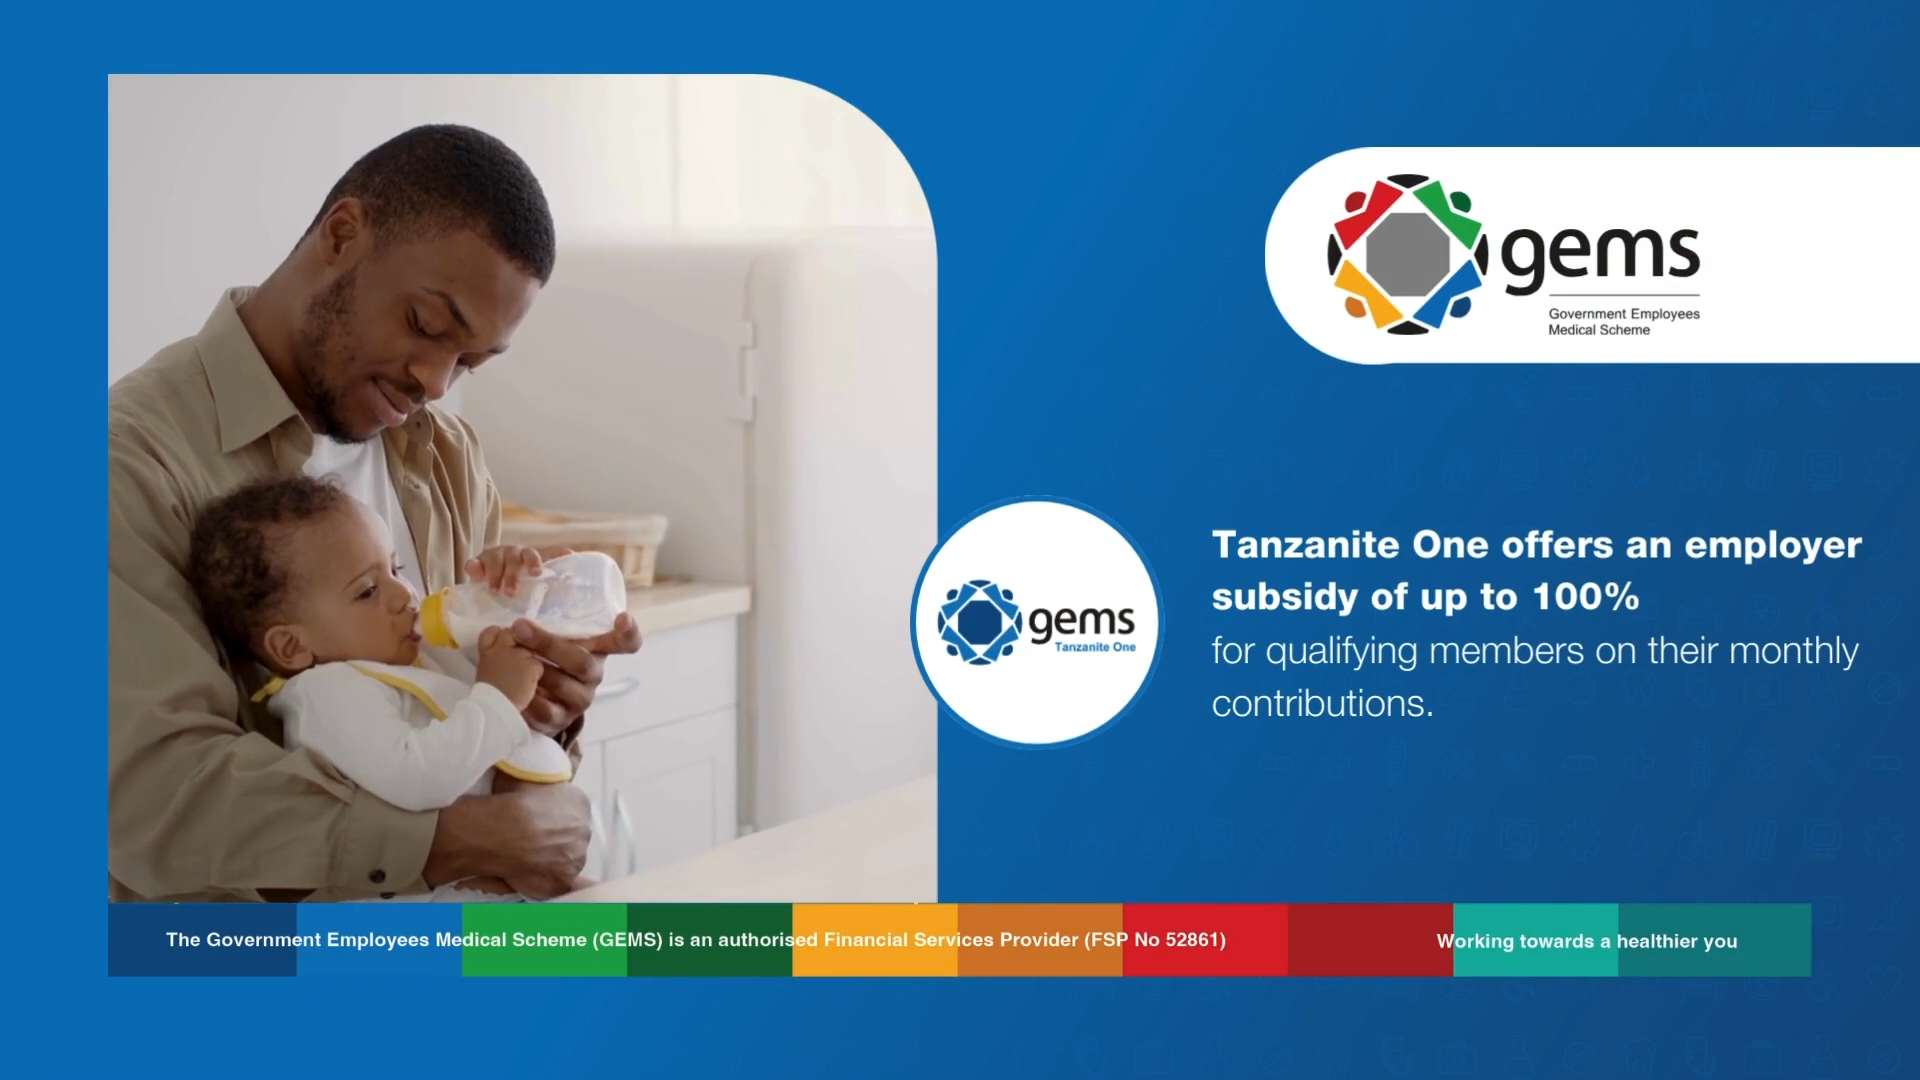 gems
Government Employees
Medical Scheme
gems
Tanzanite One
Tanzanite One offers an employer
subsidy of up to 100%
for qualifying members on their monthly
contributions.
The Government Employees Medical Scheme (GEMS) is an authorised Financial Services Provider (FSP No 52861)
Working towards a healthier you